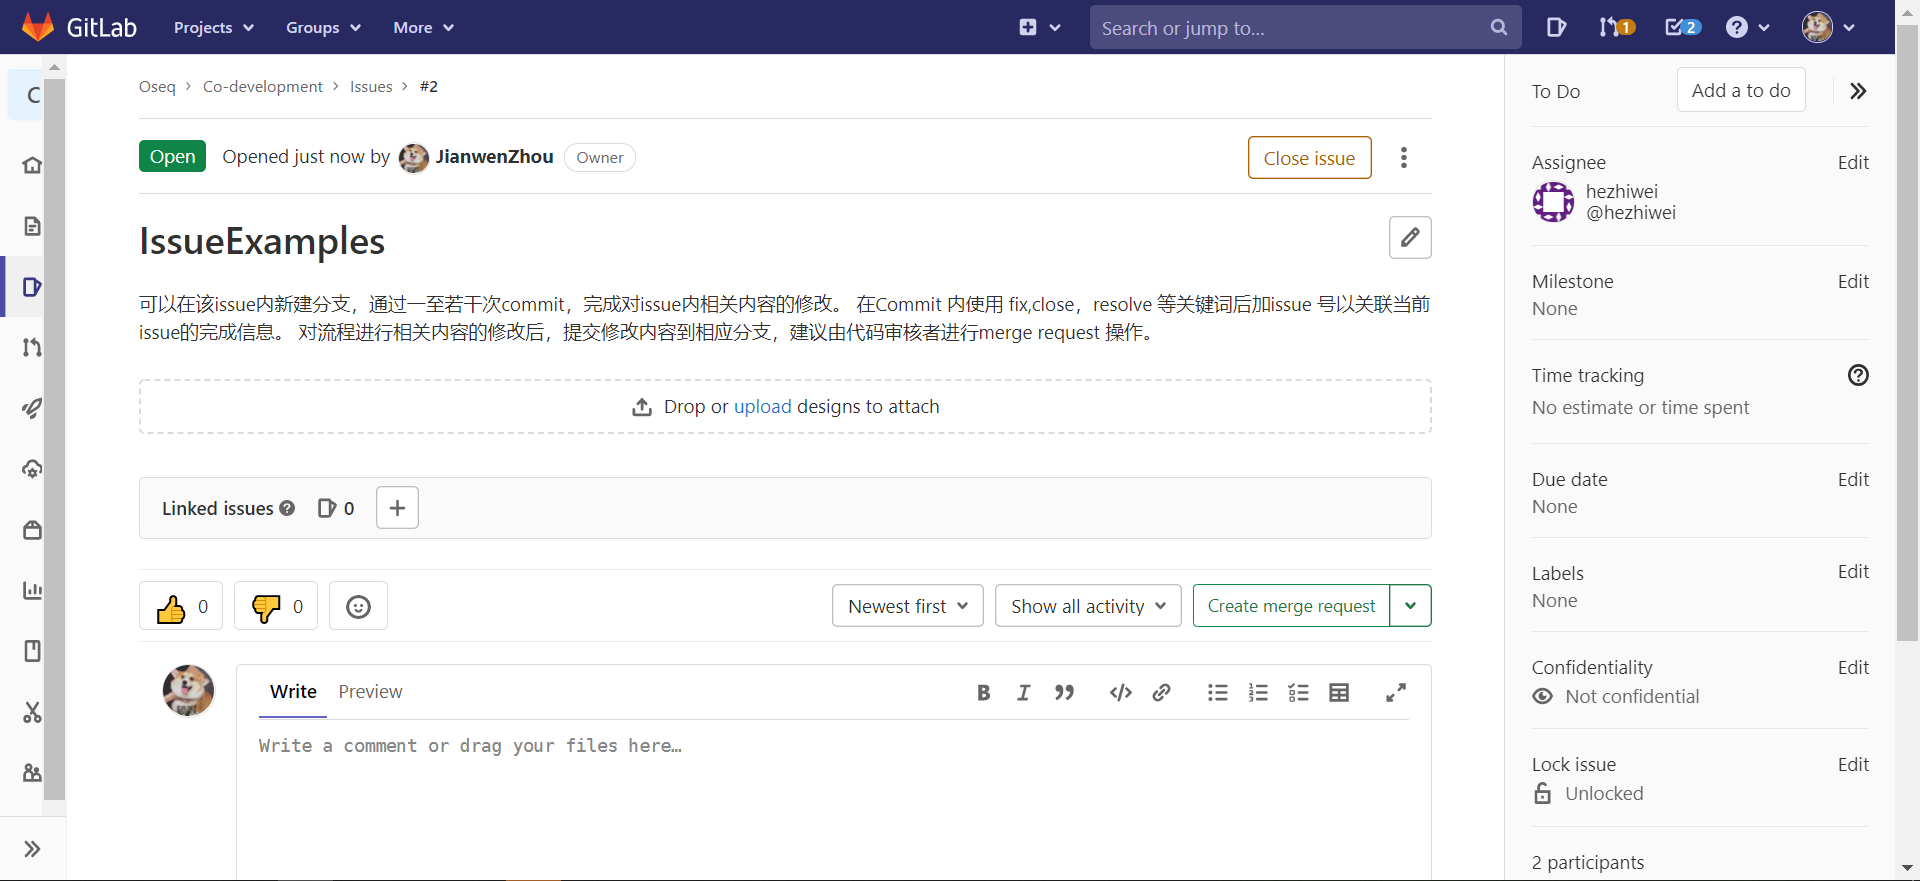 GitLab Projects Groups More Search or jump to... 1 2
C
Oseq > Co-development > Issues > #2
Open Opened just now by JianwenZhou Owner Close issue
IssueExamples
可以在该issue内新建分支，通过一至若干次commit，完成对issue内相关内容的修改。 在Commit 内使用 fix,close，resolve 等关键词后加issue 号以关联当前
issue的完成信息。 对流程进行相关内容的修改后，提交修改内容到相应分支，建议由代码审核者进行merge request 操作。
Drop or upload designs to attach
Linked issues 0
0 0 Newest first Show all activity Create merge request
Write Preview
Write a comment or drag your files here…
To Do Add a to do
Assignee Edit
hezhiwei
@hezhiwei
Milestone Edit
None
Time tracking
No estimate or time spent
Due date Edit
None
Labels Edit
None
Confidentiality Edit
Not confidential
Lock issue Edit
Unlocked
2 participants